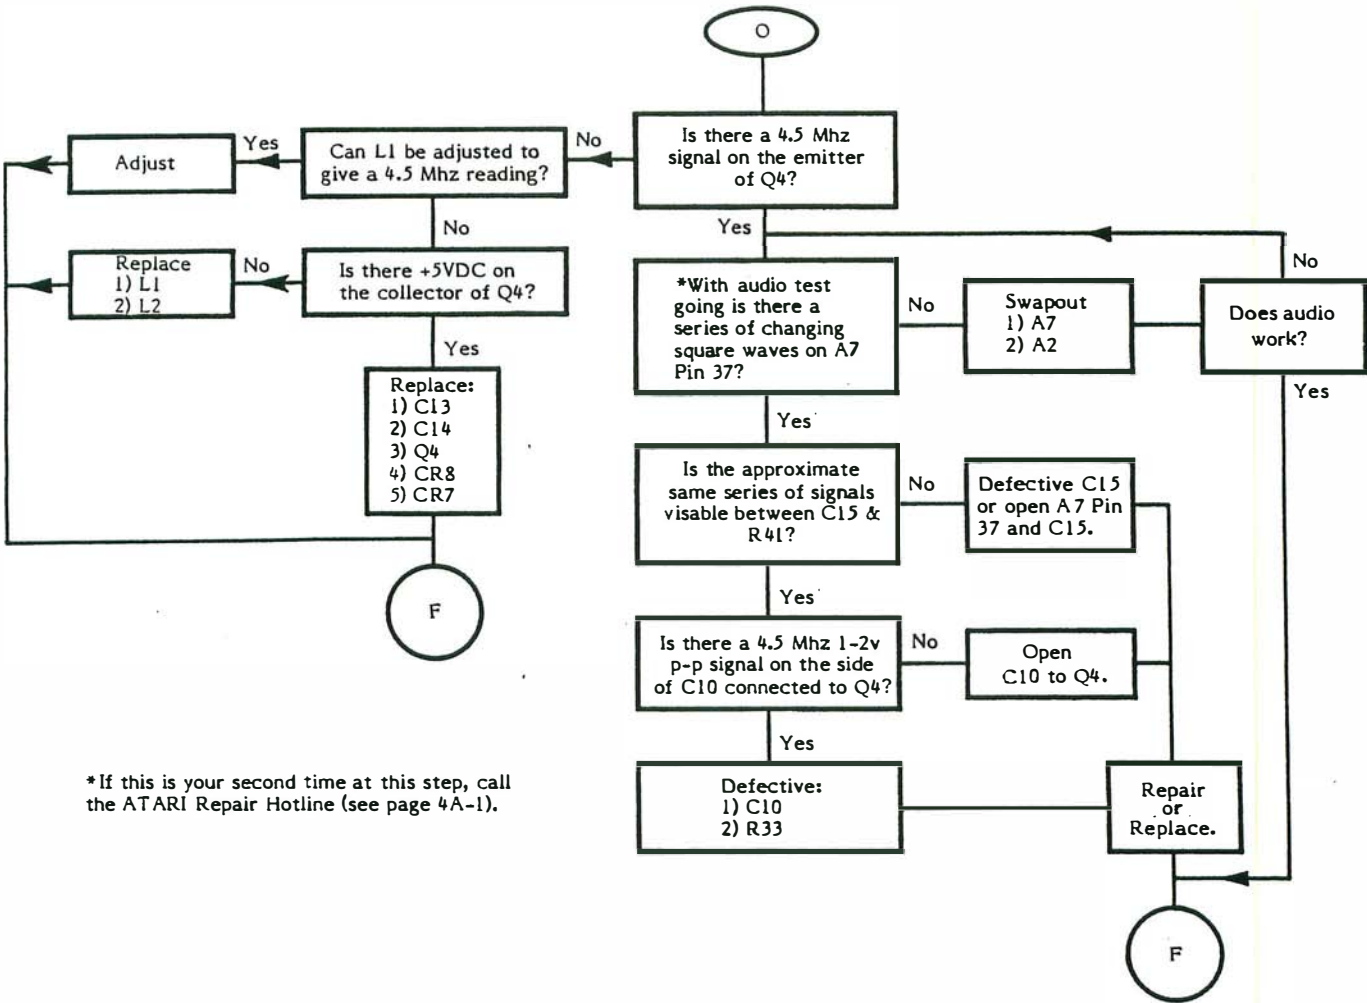 O
Is there a 4.5 Mhz
signal on the emitter
of Q4?
No
Can L1 be adjusted to
give a 4.5 Mhz reading?
Yes
Adjust
No
Is there +5VDC on
the collector of Q4?
No
Replace
1) L1
2) L2
Yes
Replace:
1) C13
2) C14
3) Q4
4) CR8
5) CR7
F
Yes
*With audio test
going is there a
series of changing
square waves on A7
Pin 37?
No
Swapout
1) A7
2) A2
Does audio
work?
No
Yes
Yes
Is the approximate
same series of signals
visable between C15 &
R41?
No
Defective C15
or open A7 Pin
37 and C15.
Yes
Is there a 4.5 Mhz 1-2v
p-p signal on the side
of C10 connected to Q4?
No
Open
C10 to Q4.
Yes
Defective:
1) C10
2) R33
Repair
or
Replace.
F
*If this is your second time at this step, call
the ATARI Repair Hotline (see page 4A-1).